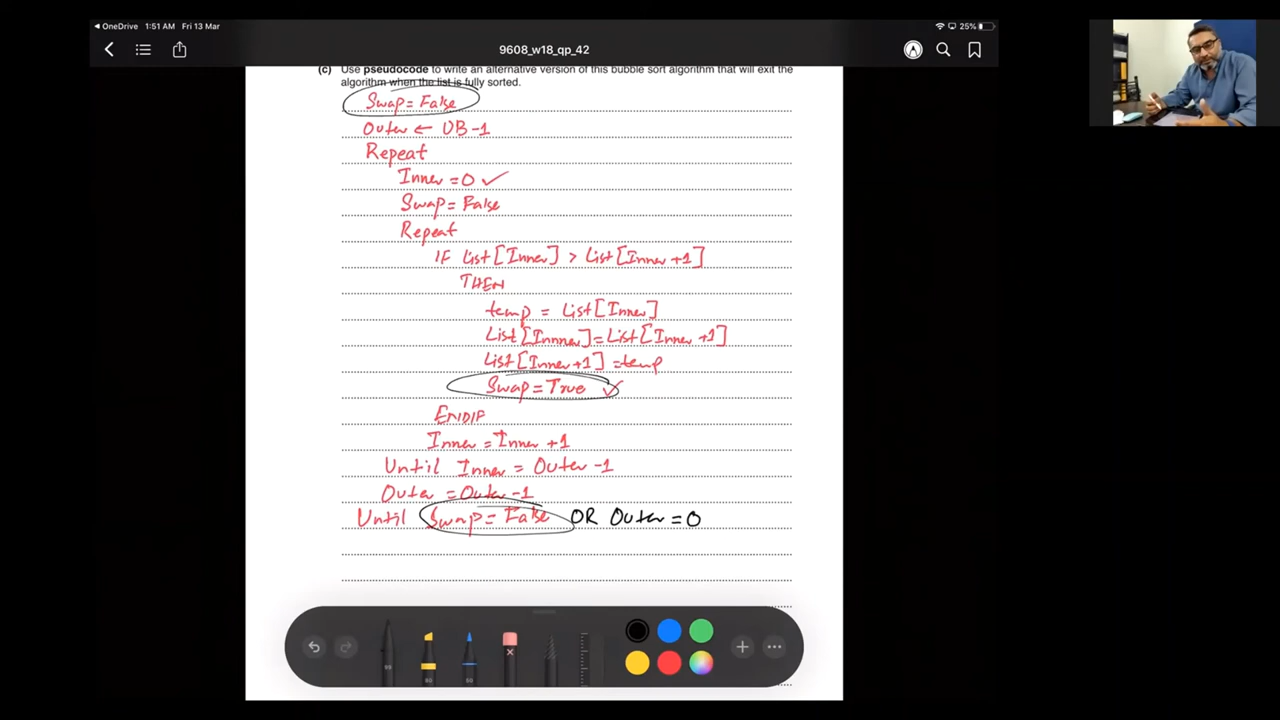 OneDrive 1:51 AM Fri 13 Mar 25%
9608_w18_qp_42
(c) Use pseudocode to write an alternative version of this bubble sort algorithm that will exit the
algorithm when the list is fully sorted.
Swap = False
Outer ← UB -1
Repeat
Inner = 0 ✓
Swap = False
Repeat
IF List[Inner] > List[Inner +1]
THEN
temp = List[Inner]
List[Innner] = List[Inner +1]
List[Inner +1] = temp
Swap = True ✓
ENDIF
Inner = Inner +1
Until Inner = Outer -1
Outer = Outer -1
Until Swap = False OR Outer = 0
50
50